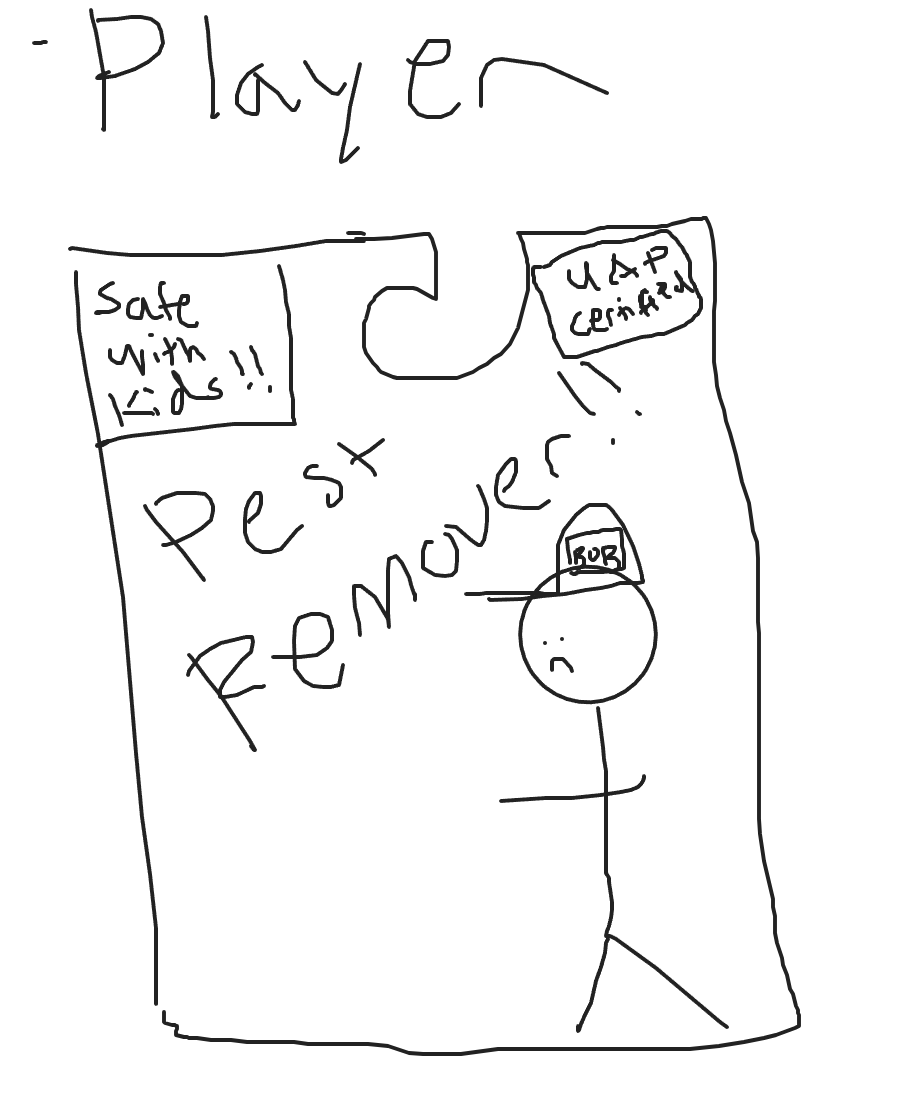 - Player
Safe
with
Kids!!
UAP
certified
Pest
Remover!!
BOB